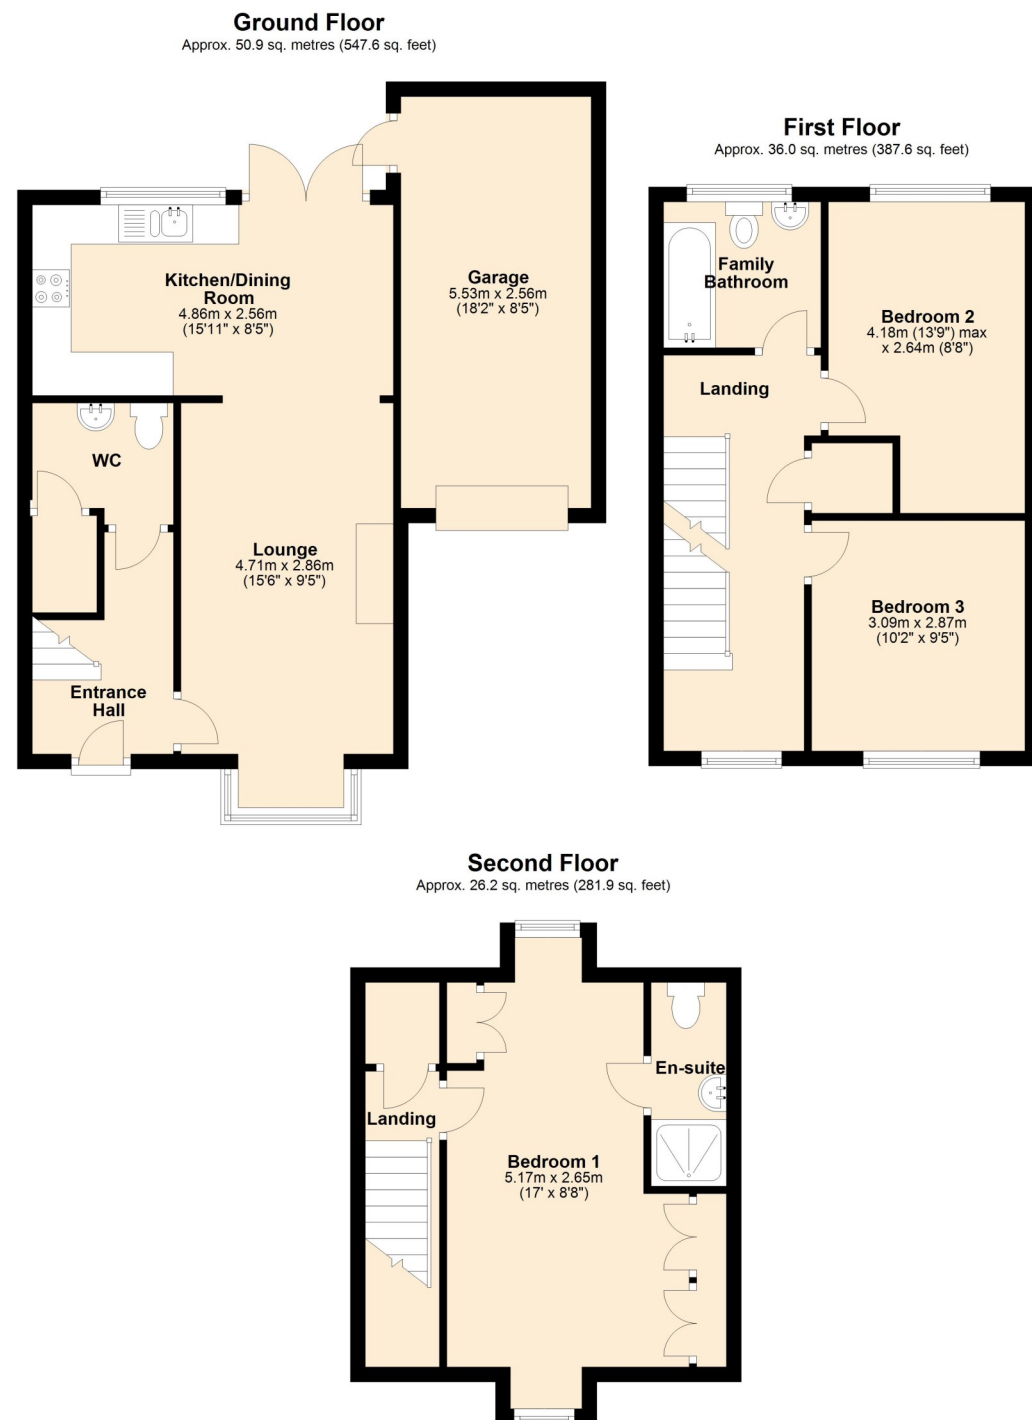 Ground Floor
Approx. 50.9 sq. metres (547.6 sq. feet)
Kitchen/Dining
Room
4.86m x 2.56m
(15'11" x 8'5")
Garage
5.53m x 2.56m
(18'2" x 8'5")
WC
Lounge
4.71m x 2.86m
(15'6" x 9'5")
Entrance
Hall
First Floor
Approx. 36.0 sq. metres (387.6 sq. feet)
Family
Bathroom
Bedroom 2
4.18m (13'9") max
x 2.64m (8'8")
Landing
Bedroom 3
3.09m x 2.87m
(10'2" x 9'5")
Second Floor
Approx. 26.2 sq. metres (281.9 sq. feet)
En-suite
Landing
Bedroom 1
5.17m x 2.65m
(17' x 8'8")